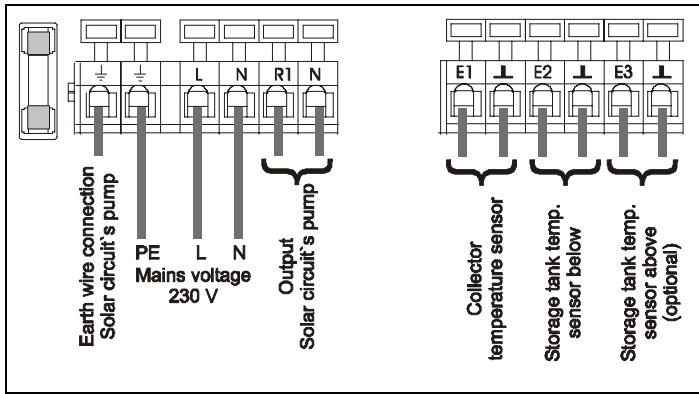 L N R1 N
E1 E2 E3
PE L N
Mains voltage
230 V
Earth wire connection
Solar circuit`s pump
Output
Solar circuit`s pump
Collector
temperature sensor
Storage tank temp.
sensor below
Storage tank temp.
sensor above
(optional)